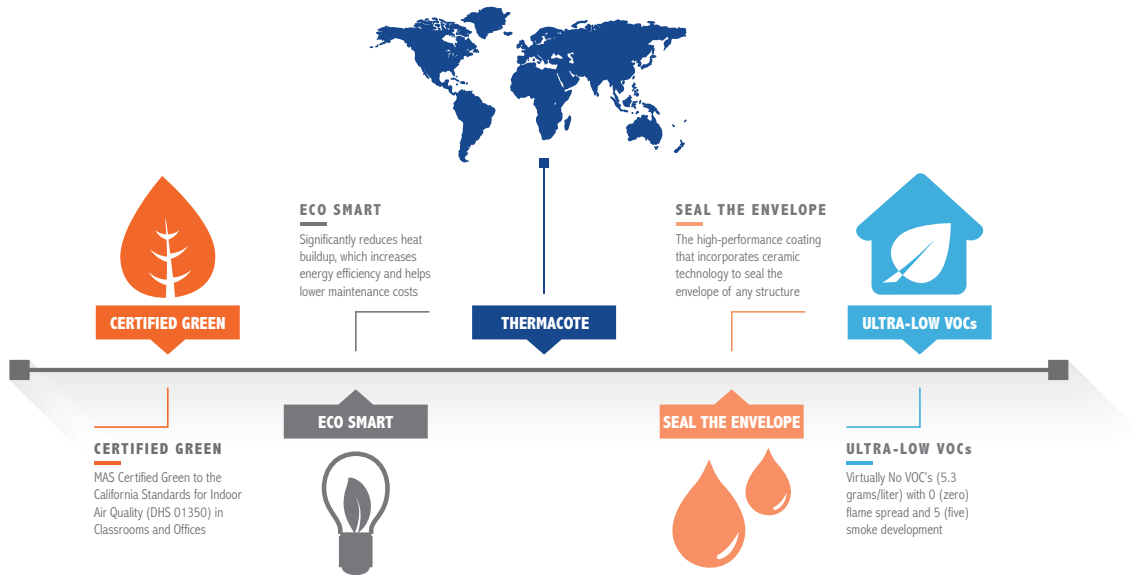 ECO SMART
Significantly reduces heat
buildup, which increases
energy efficiency and helps
lower maintenance costs
SEAL THE ENVELOPE
The high-performance coating
that incorporates ceramic
technology to seal the
envelope of any structure
CERTIFIED GREEN
THERMACOTE
ULTRA-LOW VOCs
ECO SMART
SEAL THE ENVELOPE
CERTIFIED GREEN
MAS Certified Green to the
California Standards for Indoor
Air Quality (DHS 01350) in
Classrooms and Offices
ULTRA-LOW VOCs
Virtually No VOC's (5.3
grams/liter) with 0 (zero)
flame spread and 5 (five)
smoke development